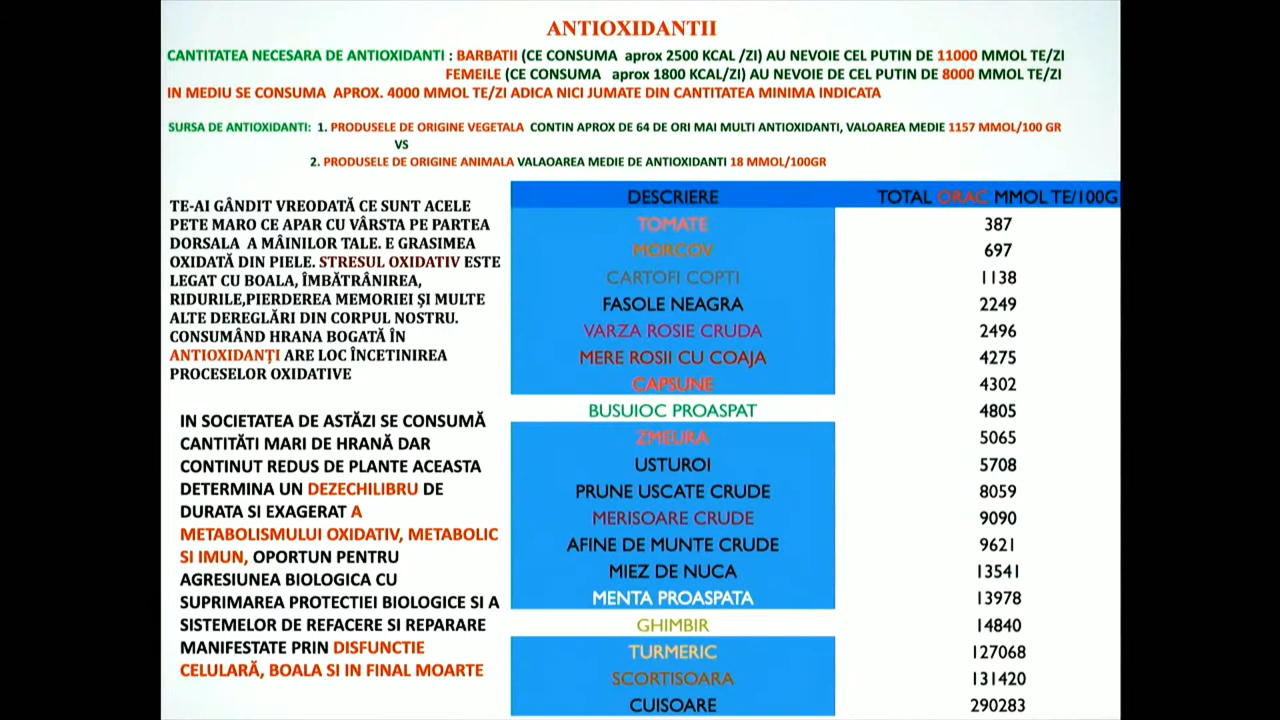 ANTIOXIDANTII
CANTITATEA NECESARA DE ANTIOXIDANTI : BARBATII (CE CONSUMA aprox 2500 KCAL /ZI) AU NEVOIE CEL PUTIN DE 11000 MMOL TE/ZI
FEMEILE (CE CONSUMA aprox 1800 KCAL/ZI) AU NEVOIE DE CEL PUTIN DE 8000 MMOL TE/ZI
IN MEDIU SE CONSUMA APROX. 4000 MMOL TE/ZI ADICA NICI JUMATE DIN CANTITATEA MINIMA INDICATA
SURSA DE ANTIOXIDANTI: 1. PRODUSELE DE ORIGINE VEGETALA CONTIN APROX DE 64 DE ORI MAI MULTI ANTIOXIDANTI, VALOAREA MEDIE 1157 MMOL/100 GR
VS
2. PRODUSELE DE ORIGINE ANIMALA VALAOAREA MEDIE DE ANTIOXIDANTI 18 MMOL/100GR
TE-AI GÂNDIT VREODATĂ CE SUNT ACELE
PETE MARO CE APAR CU VÂRSTA PE PARTEA
DORSALA A MÂINILOR TALE. E GRASIMEA
OXIDATĂ DIN PIELE. STRESUL OXIDATIV ESTE
LEGAT CU BOALA, ÎMBĂTRÂNIREA,
RIDURILE,PIERDEREA MEMORIEI ŞI MULTE
ALTE DEREGLĂRI DIN CORPUL NOSTRU.
CONSUMÂND HRANA BOGATĂ ÎN
ANTIOXIDANŢI ARE LOC ÎNCETINIREA
PROCESELOR OXIDATIVE
IN SOCIETATEA DE ASTĂZI SE CONSUMĂ
CANTITĂTI MARI DE HRANĂ DAR
CONTINUT REDUS DE PLANTE ACEASTA
DETERMINA UN DEZECHILIBRU DE
DURATA SI EXAGERAT A
METABOLISMULUI OXIDATIV, METABOLIC
SI IMUN, OPORTUN PENTRU
AGRESIUNEA BIOLOGICA CU
SUPRIMAREA PROTECTIEI BIOLOGICE SI A
SISTEMELOR DE REFACERE SI REPARARE
MANIFESTATE PRIN DISFUNCTIE
CELULARĂ, BOALA SI IN FINAL MOARTE
DESCRIERE TOTAL ORAC MMOL TE/100G
TOMATE 387
MORCOV 697
CARTOFI COPTI 1138
FASOLE NEAGRA 2249
VARZA ROSIE CRUDA 2496
MERE ROSII CU COAJA 4275
CAPSUNE 4302
BUSUIOC PROASPAT 4805
ZMEURA 5065
USTUROI 5708
PRUNE USCATE CRUDE 8059
MERISOARE CRUDE 9090
AFINE DE MUNTE CRUDE 9621
MIEZ DE NUCA 13541
MENTA PROASPATA 13978
GHIMBIR 14840
TURMERIC 127068
SCORTISOARA 131420
CUISOARE 290283